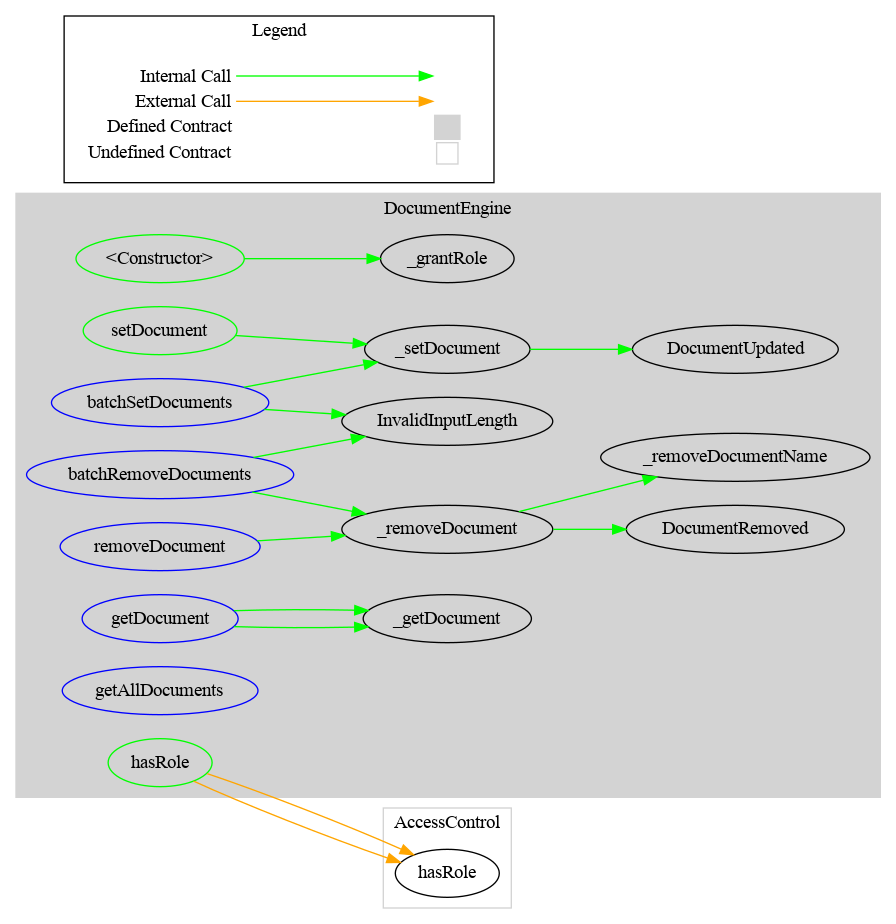 Legend
Internal Call
External Call
Defined Contract
Undefined Contract
DocumentEngine
<Constructor>
_grantRole
setDocument
_setDocument
DocumentUpdated
batchSetDocuments
InvalidInputLength
batchRemoveDocuments
_removeDocumentName
removeDocument
_removeDocument
DocumentRemoved
getDocument
_getDocument
getAllDocuments
hasRole
AccessControl
hasRole